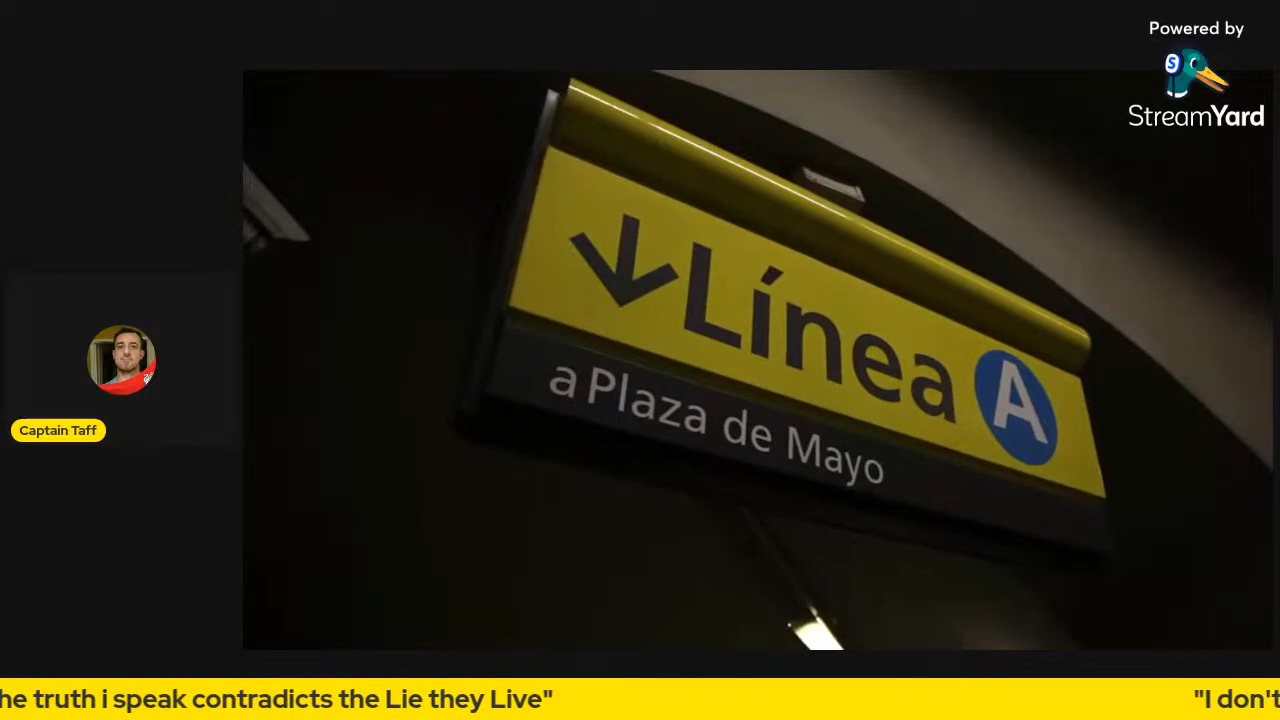 Powered by
StreamYard
Línea A
a Plaza de Mayo
Captain Taff
he truth i speak contradicts the Lie they Live"
"I don't